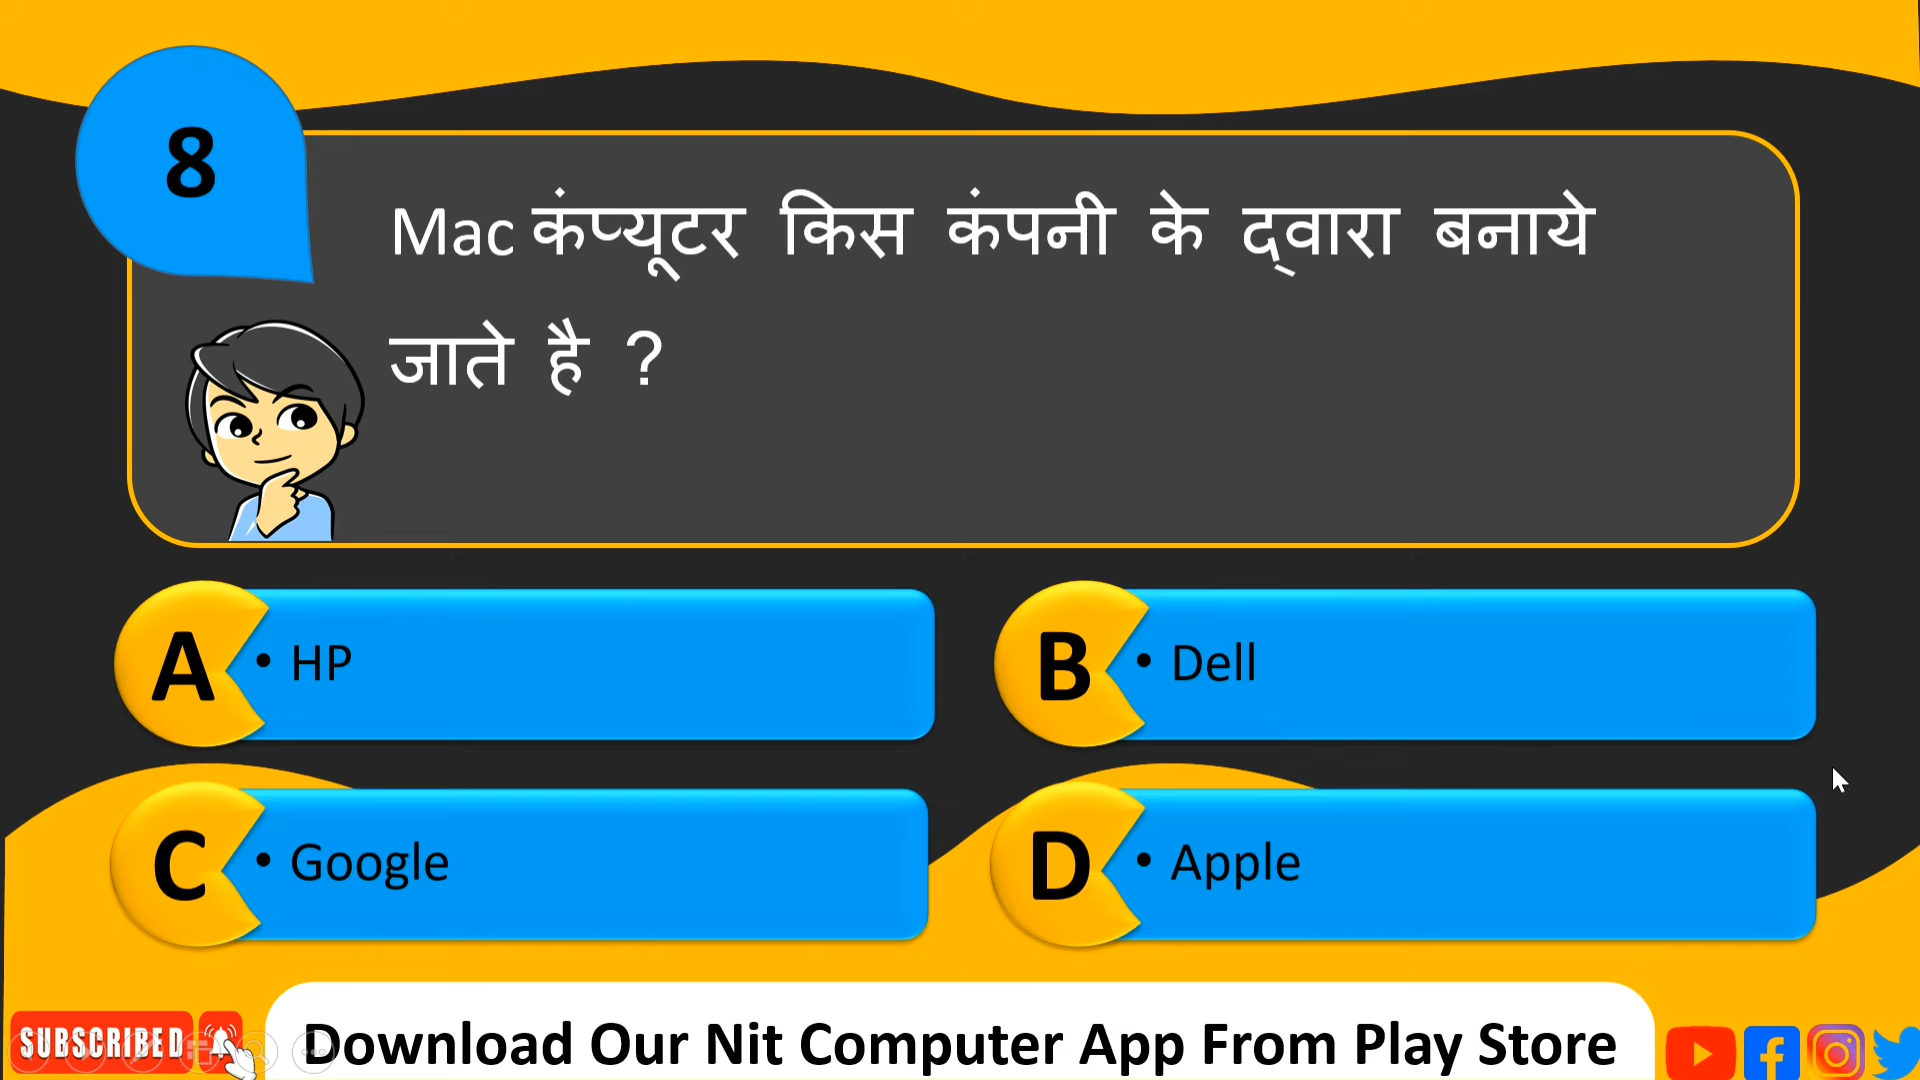 8
Mac कंप्यूटर किस कंपनी के द्वारा बनाये
जाते है ?
A • HP
B • Dell
C • Google
D • Apple
SUBSCRIBED
Download Our Nit Computer App From Play Store